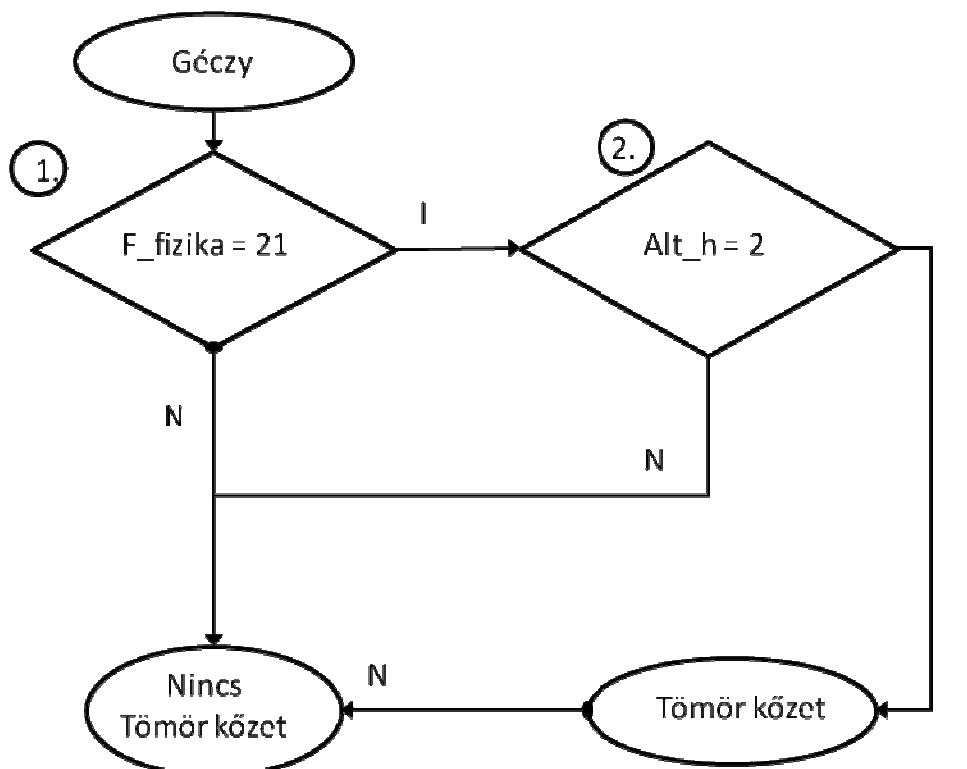 Géczy
1.
F_fizika = 21
I
2.
Alt_h = 2
N
N
Nincs
Tömör kőzet
N
Tömör kőzet